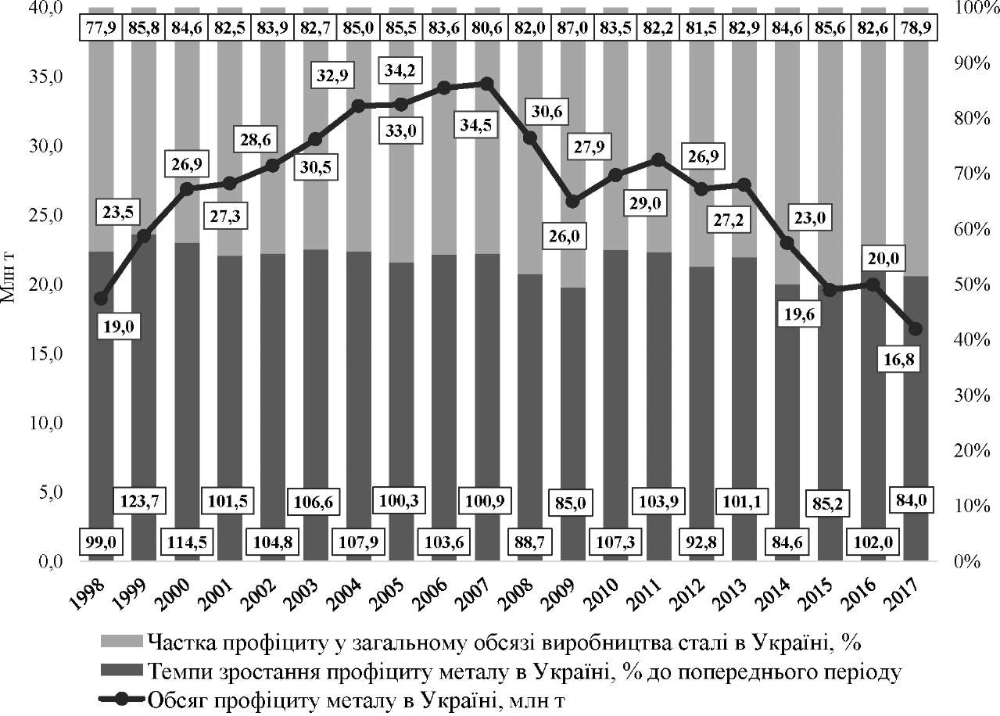 40,0 100%
77,9 85,8 84,6 82,5 83,9 82,7 85,0 85,5 83,6 80,6 82,0 87,0 83,5 82,2 81,5 82,9 84,6 85,6 82,6 78,9
90%
35,0
32,9 34,2
30,6
33,0 34,5
80%
30,0
28,6 27,9
26,9 30,5 26,9
70%
27,3 29,0
25,0
23,5 26,0 27,2 23,0
60%
20,0
20,0 50%
19,0 19,6
40%
16,8
15,0
30%
10,0
20%
5,0
123,7 101,5 106,6 100,3 100,9 85,0 103,9 101,1 85,2 84,0
10%
99,0 114,5 104,8 107,9 103,6 88,7 107,3 92,8 84,6 102,0
0,0 0%
Млн т
1998 1999 2000 2001 2002 2003 2004 2005 2006 2007 2008 2009 2010 2011 2012 2013 2014 2015 2016 2017
Частка профіциту у загальному обсязі виробництва сталі в Україні, %
Темпи зростання профіциту металу в Україні, % до попереднього періоду
Обсяг профіциту металу в Україні, млн т